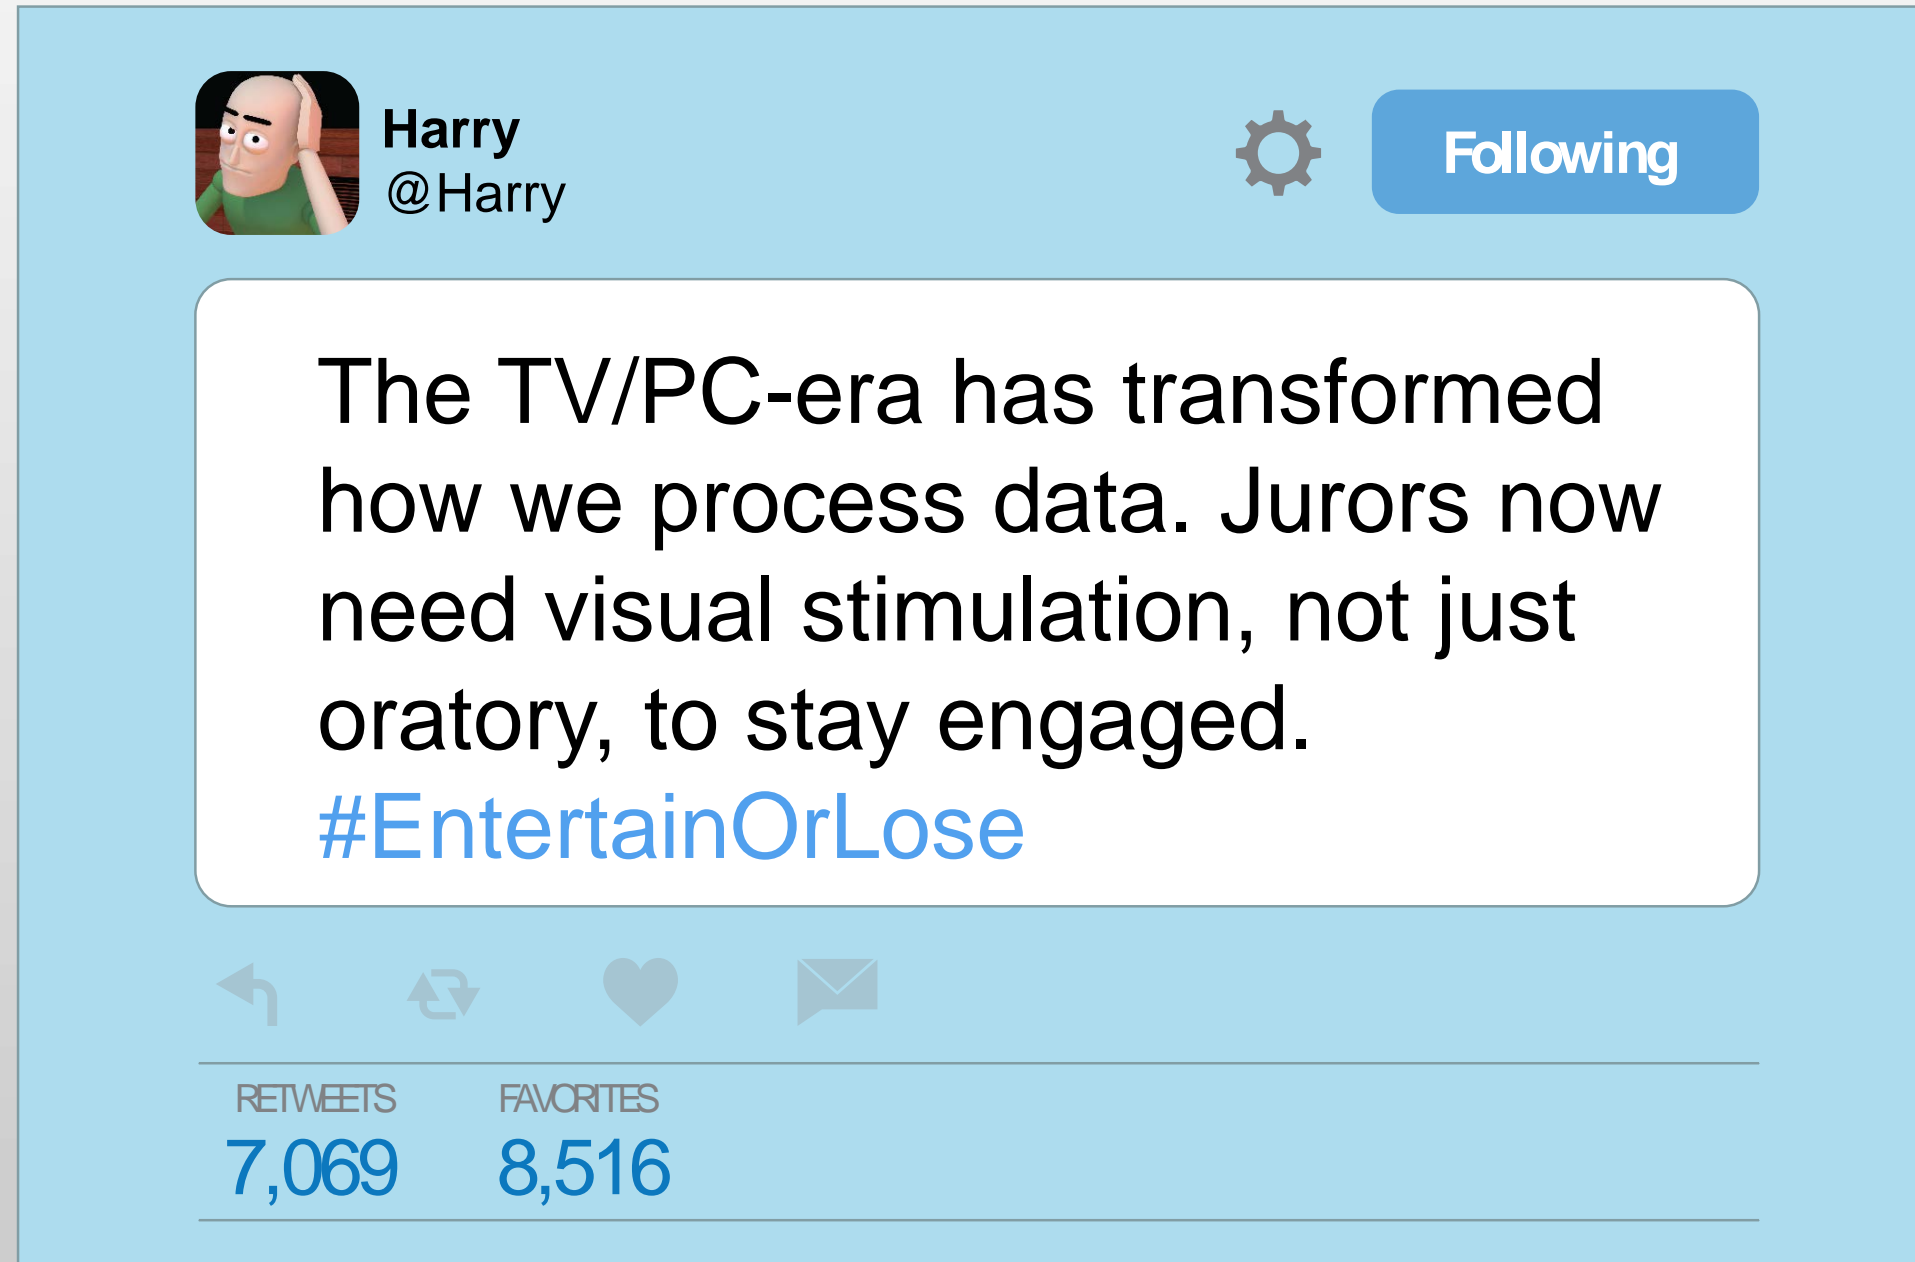 Harry
@Harry
Following
The TV/PC-era has transformed
how we process data. Jurors now
need visual stimulation, not just
oratory, to stay engaged.
#EntertainOrLose
RETWEETS FAVORITES
7,069 8,516